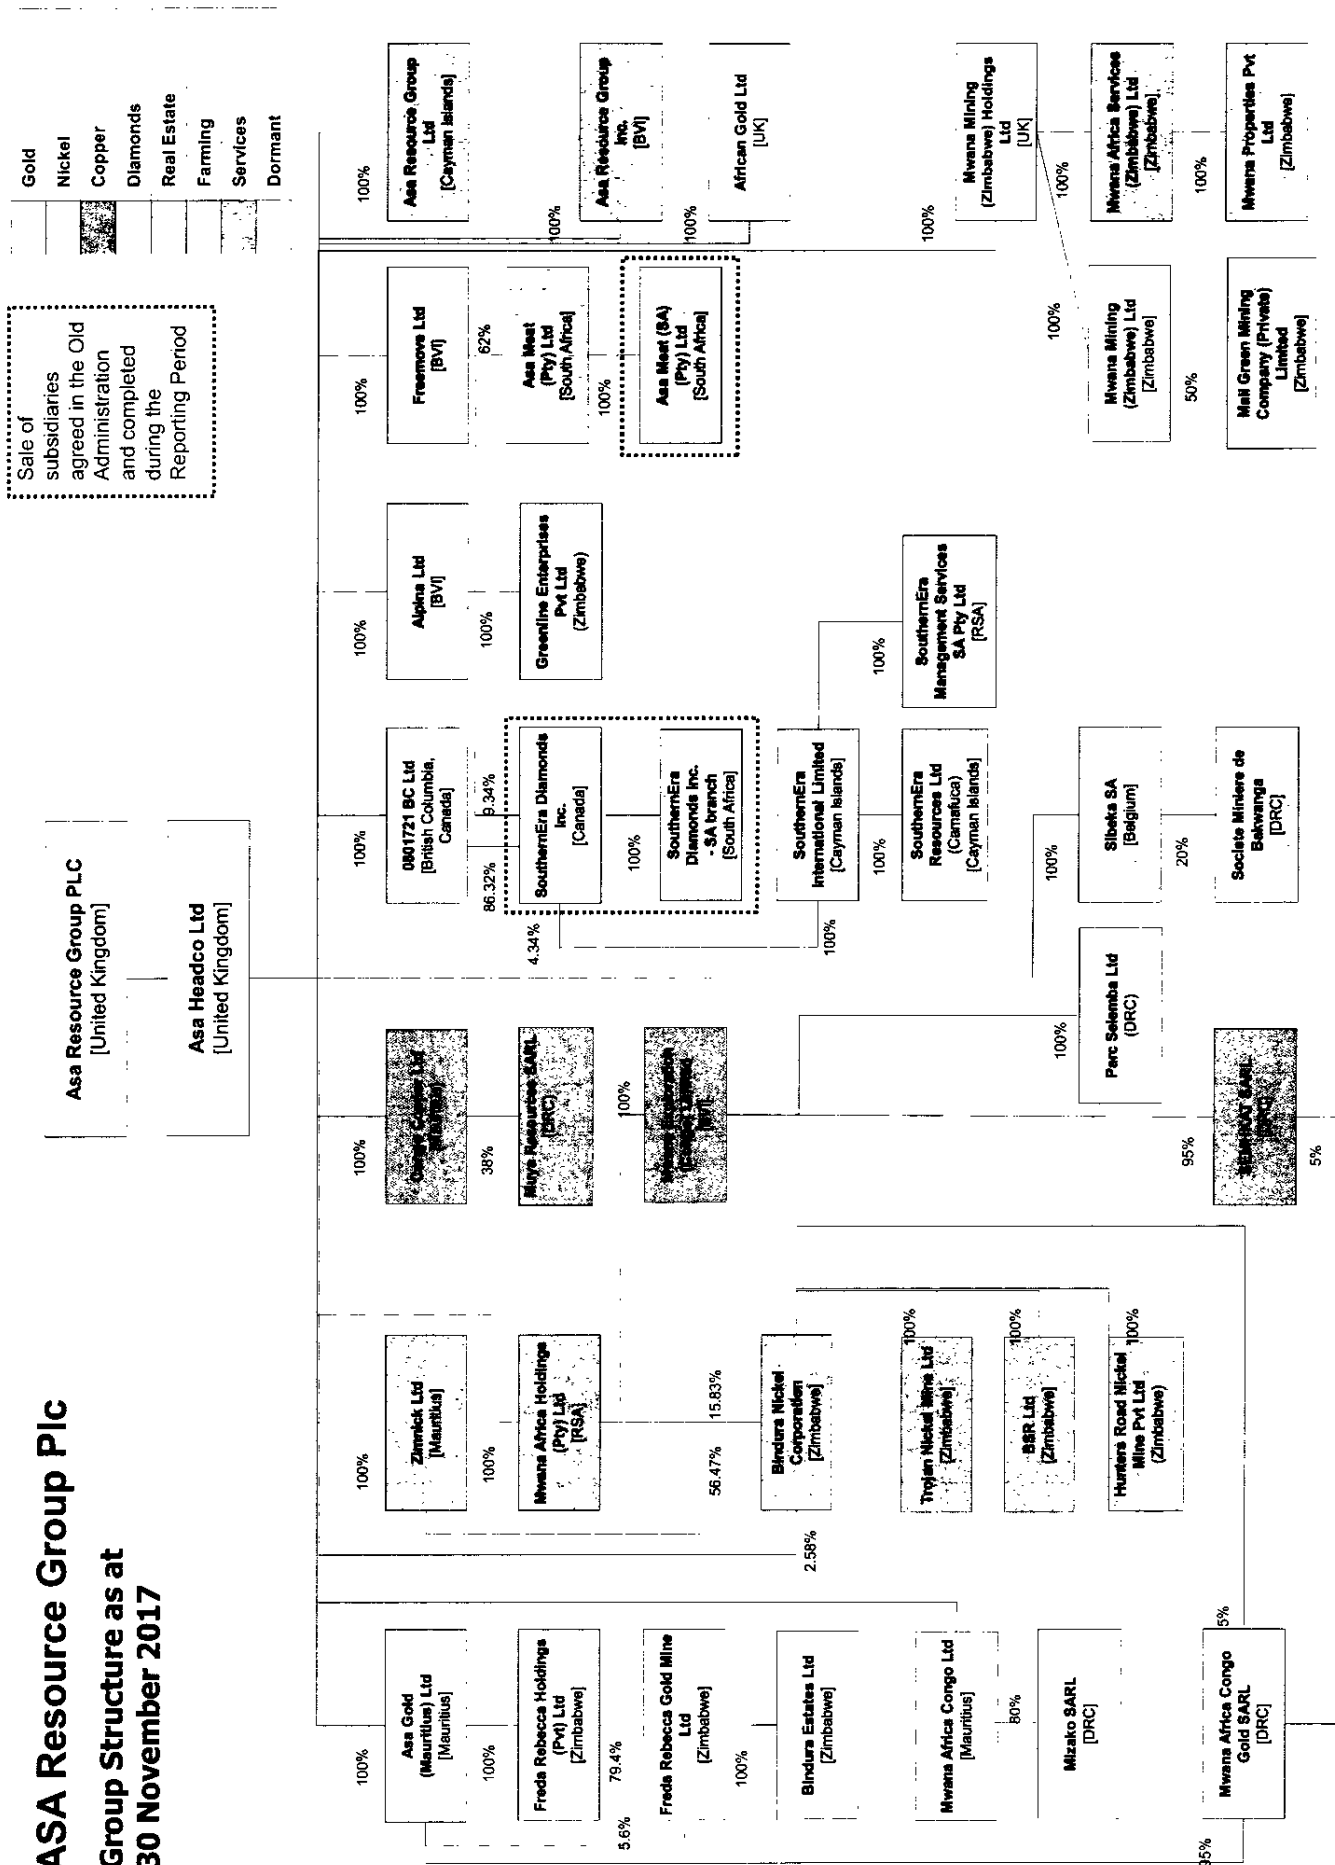 ASA Resource Group Plc
Group Structure as at
30 November 2017
Asa Resource Group PLC
[United Kingdom]
Asa Headco Ltd
[United Kingdom]
Sale of
subsidiaries
agreed in the Old
Administration
and completed
during the
Reporting Period
Gold
Nickel
Copper
Diamonds
Real Estate
Farming
Services
Dormant
100%
Asa Gold
(Mauritius) Ltd
[Mauritius]
100%
Freda Rebecca Holdings
(Pvt) Ltd
[Zimbabwe]
5.6%
79.4%
Freda Rebecca Gold Mine
Ltd
[Zimbabwe]
100%
Bindura Estates Ltd
[Zimbabwe]
Mwana Africa Congo Ltd
[Mauritius]
80%
Mizako SARL
[DRC]
95%
5%
Mwana Africa Congo
Gold SARL
[DRC]
100%
Zimnick Ltd
[Mauritius]
100%
Mwana Africa Holdings
(Pty) Ltd
[RSA]
2.58%
56.47%
15.83%
Bindura Nickel
Corporation
[Zimbabwe]
100%
Trojan Nickel Mine Ltd
[Zimbabwe]
100%
BSR Ltd
[Zimbabwe]
100%
Hunters Road Nickel
Mine Pvt Ltd
(Zimbabwe)
100%
Congo Copper Ltd
38%
Muya Resources SARL
[DRC]
100%
[BVI]
95%
SEMHKAT SARL
[DRC]
5%
100%
Parc Selemba Ltd
(DRC)
100%
Sibeka SA
[Belgium]
20%
Societe Miniere de
Bakwanga
[DRC]
100%
0801721 BC Ltd
[British Columbia,
Canada]
86.32%
9.34%
SouthernEra Diamonds
Inc.
[Canada]
4.34%
100%
SouthernEra
Diamonds Inc.
- SA branch
[South Africa]
100%
SouthernEra
International Limited
[Cayman Islands]
100%
SouthernEra
Resources Ltd
(Camafuca)
[Cayman Islands]
100%
SouthernEra
Management Services
SA Pty Ltd
[RSA]
100%
Alpina Ltd
[BVI]
100%
Greenline Enterprises
Pvt Ltd
(Zimbabwe)
100%
Freemova Ltd
[BVI]
62%
Asa Meat
(Pty) Ltd
[South Africa]
100%
Asa Meat (SA)
(Pty) Ltd
[South Africa]
100%
Asa Resource Group
Ltd
[Cayman Islands]
100%
Asa Resource Group
Inc.
[BVI]
100%
African Gold Ltd
[UK]
100%
Mwana Mining
(Zimbabwe) Holdings
Ltd
[UK]
100%
Mwana Mining
(Zimbabwe) Ltd
[Zimbabwe]
50%
Mali Green Mining
Company (Private)
Limited
[Zimbabwe]
100%
Mwana Africa Services
(Zimbabwe) Ltd
[Zimbabwe]
100%
Mwana Properties Pvt
Ltd
[Zimbabwe]